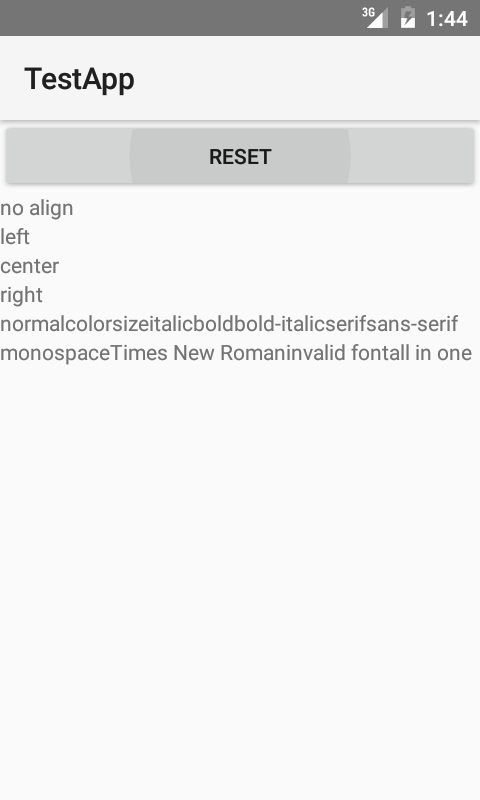 3G 1:44
TestApp
RESET
no align
left
center
right
normalcolorsizeitalicboldbold-italicserifsans-serif
monospaceTimes New Romaninvalid fontall in one